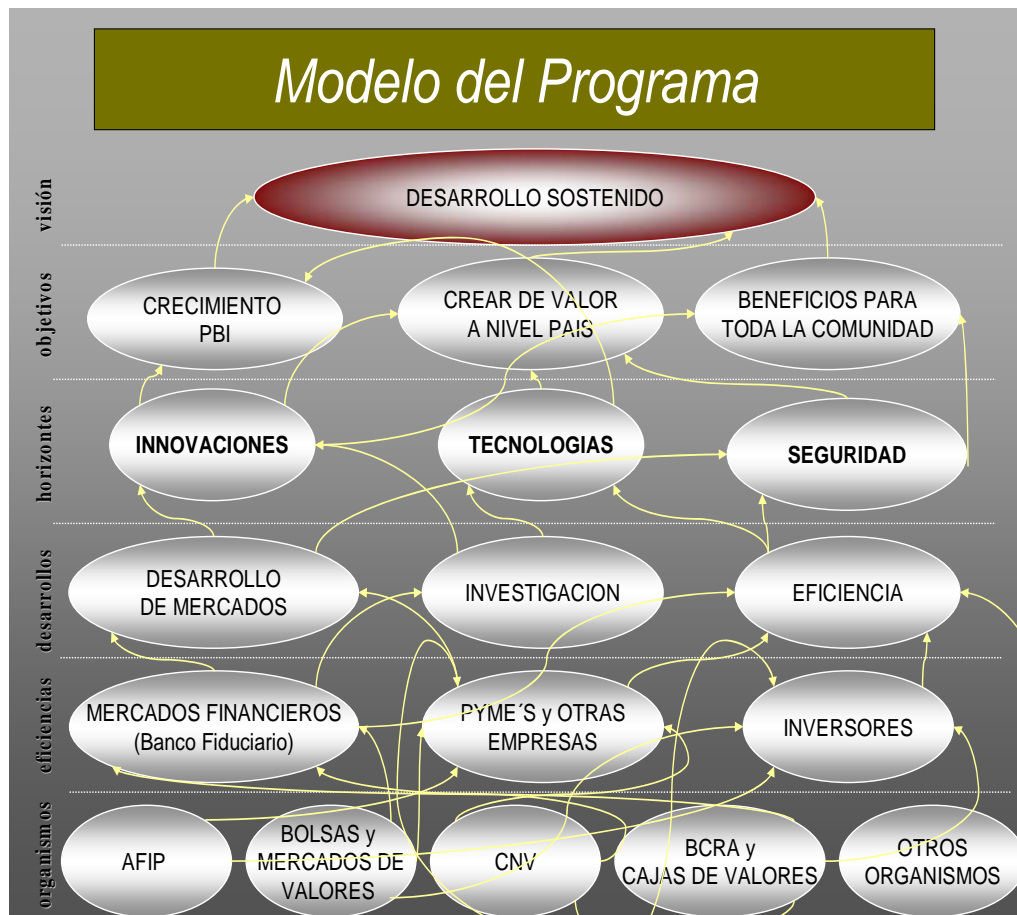 Modelo del Programa
visión
DESARROLLO SOSTENIDO
objetivos
CRECIMIENTO
PBI
CREAR DE VALOR
A NIVEL PAIS
BENEFICIOS PARA
TODA LA COMUNIDAD
horizontes
INNOVACIONES
TECNOLOGIAS
SEGURIDAD
desarrollos
DESARROLLO
DE MERCADOS
INVESTIGACION
EFICIENCIA
eficiencias
MERCADOS FINANCIEROS
(Banco Fiduciario)
PYME´S y OTRAS
EMPRESAS
INVERSORES
organismos
AFIP
BOLSAS y
MERCADOS DE
VALORES
CNV
BCRA y
CAJAS DE VALORES
OTROS
ORGANISMOS